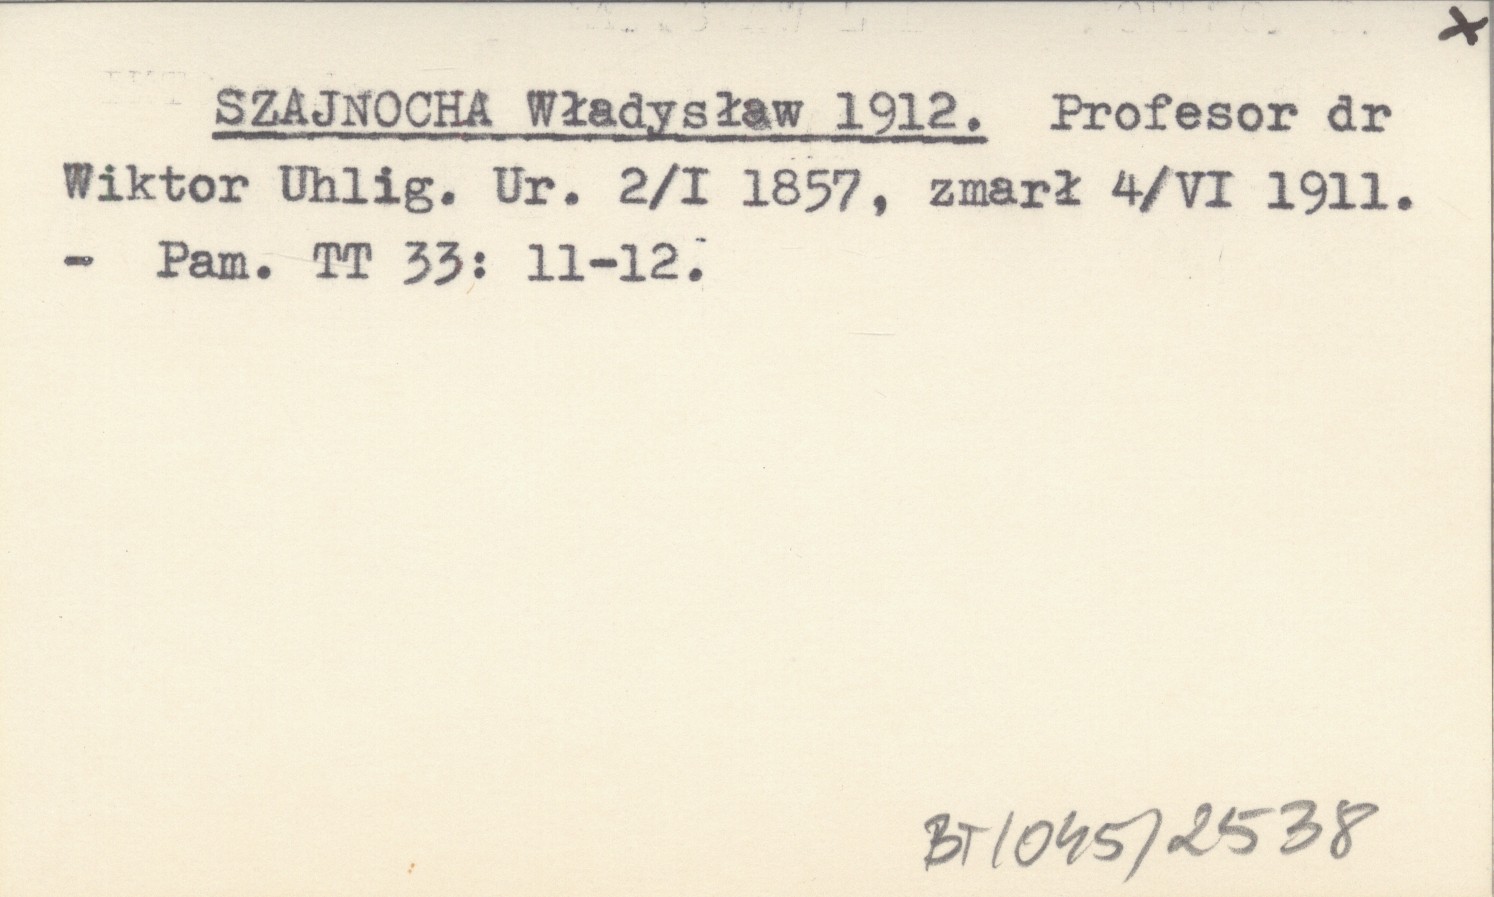 SZAJNOCHA Władysław 1912. Profesor dr
Wiktor Uhlig. Ur. 2/I 1857, zmarł 4/VI 1911.
- Pam. TT 33: 11-12.
BT/045/2538